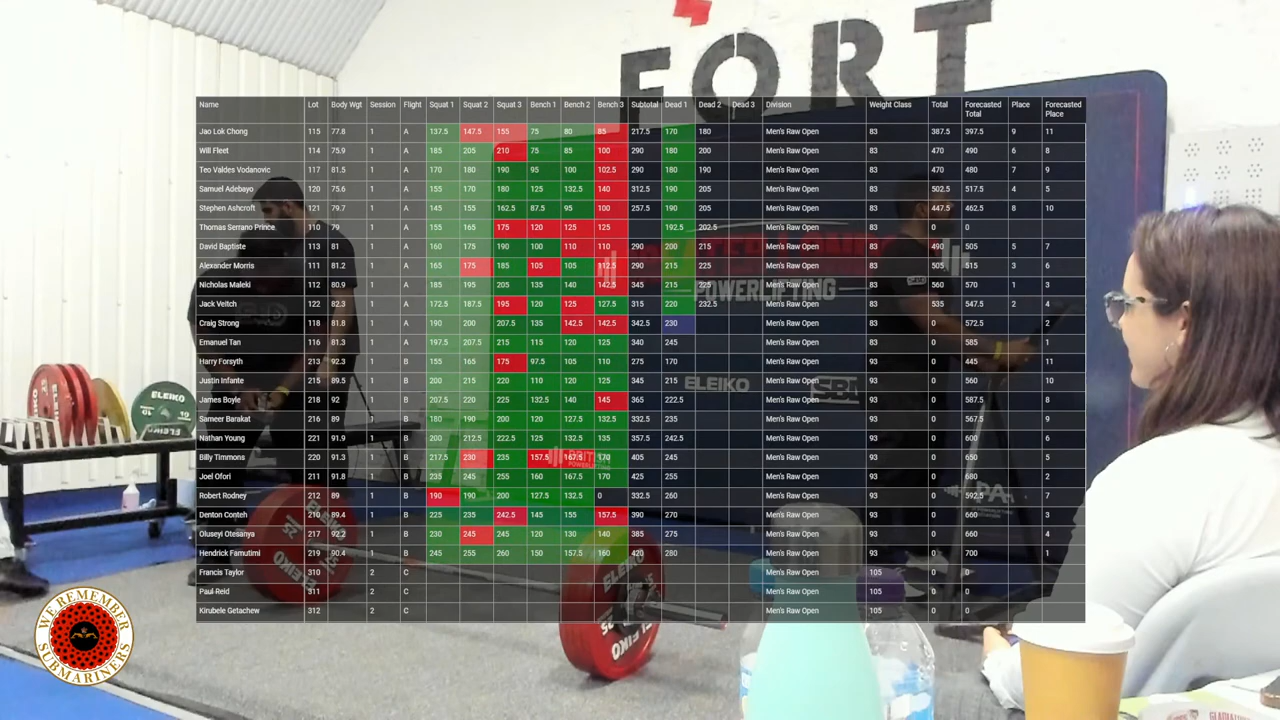 FORT
Name Lot Body Wgt Session Flight Squat 1 Squat 2 Squat 3 Bench 1 Bench 2 Bench 3 Subtotal Dead 1 Dead 2 Dead 3 Division Weight Class Total Forecasted Total Place Forecasted Place
Jao Lok Chong 115 77.8 1 A 137.5 147.5 155 75 80 85 217.5 170 180 Men's Raw Open 83 387.5 397.5 9 11
Will Fleet 114 75.9 1 A 185 205 210 75 85 100 290 180 200 Men's Raw Open 83 470 490 6 8
Teo Valdes Vodanovic 117 81.5 1 A 170 180 190 95 100 102.5 290 180 190 Men's Raw Open 83 470 480 7 9
Samuel Adebayo 120 75.6 1 A 155 170 180 125 132.5 140 312.5 190 205 Men's Raw Open 83 502.5 517.5 4 5
Stephen Ashcroft 121 79.7 1 A 145 155 162.5 87.5 95 100 257.5 190 205 Men's Raw Open 83 447.5 462.5 8 10
Thomas Serrano Prince 110 79 1 A 155 165 175 120 125 125 192.5 202.5 Men's Raw Open 83 0 0
David Baptiste 113 81 1 A 160 175 190 100 110 110 290 200 215 Men's Raw Open 83 490 505 5 7
Alexander Morris 111 81.2 1 A 165 175 185 105 105 112.5 290 215 225 Men's Raw Open 83 505 515 3 6
Nicholas Maleki 112 80.9 1 A 185 195 205 135 140 142.5 345 215 225 Men's Raw Open 83 560 570 1 3
Jack Veitch 122 82.3 1 A 172.5 187.5 195 120 125 127.5 315 220 232.5 Men's Raw Open 83 535 547.5 2 4
Craig Strong 118 81.8 1 A 190 200 207.5 135 142.5 142.5 342.5 230 Men's Raw Open 83 0 572.5 2
Emanuel Tan 116 81.3 1 A 197.5 207.5 215 115 120 125 340 245 Men's Raw Open 83 0 585 1
Harry Forsyth 213 92.3 1 B 155 165 175 97.5 105 110 275 170 Men's Raw Open 93 0 445 11
Justin Infante 215 89.5 1 B 200 215 220 110 120 125 345 215 Men's Raw Open 93 0 560 10
James Boyle 218 92 1 B 207.5 220 225 132.5 140 145 365 222.5 Men's Raw Open 93 0 587.5 8
Sameer Barakat 216 89 1 B 180 190 200 120 127.5 132.5 332.5 235 Men's Raw Open 93 0 567.5 9
Nathan Young 221 91.9 1 B 200 212.5 222.5 125 132.5 135 357.5 242.5 Men's Raw Open 93 0 600 6
Billy Timmons 220 91.3 1 B 217.5 230 235 157.5 167.5 170 405 245 Men's Raw Open 93 0 650 5
Joel Ofori 211 91.8 1 B 235 245 255 160 167.5 170 425 255 Men's Raw Open 93 0 680 2
Robert Rodney 212 89 1 B 190 190 200 127.5 132.5 0 332.5 260 Men's Raw Open 93 0 592.5 7
Denton Conteh 210 89.4 1 B 225 235 242.5 145 155 157.5 390 270 Men's Raw Open 93 0 660 3
Oluseyi Otesanya 217 92.2 1 B 230 245 245 120 130 140 385 275 Men's Raw Open 93 0 660 4
Hendrick Famutimi 219 90.4 1 B 245 255 260 150 157.5 160 420 280 Men's Raw Open 93 0 700 1
Francis Taylor 310 2 C Men's Raw Open 105 0 0
Paul Reid 311 2 C Men's Raw Open 105 0 0
Kirubele Getachew 312 2 C Men's Raw Open 105 0 0
POWERLIFTING
ELEIKO
SBD
ELEIKO
ELEIKO
25
WE REMEMBER SUBMARINERS